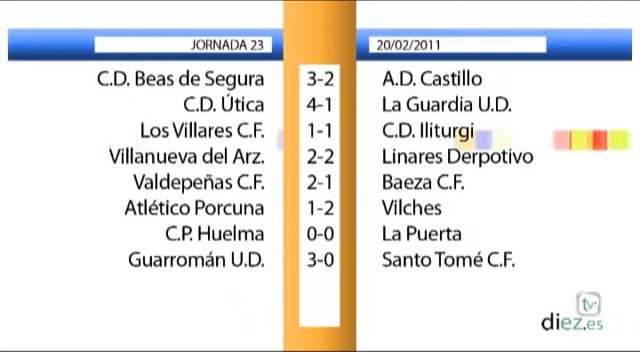 JORNADA 23 20/02/2011
C.D. Beas de Segura 3-2 A.D. Castillo
C.D. Útica 4-1 La Guardia U.D.
Los Villares C.F. 1-1 C.D. Iliturgi
Villanueva del Arz. 2-2 Linares Derpotivo
Valdepeñas C.F. 2-1 Baeza C.F.
Atlético Porcuna 1-2 Vilches
C.P. Huelma 0-0 La Puerta
Guarromán U.D. 3-0 Santo Tomé C.F.
tv
diez.es